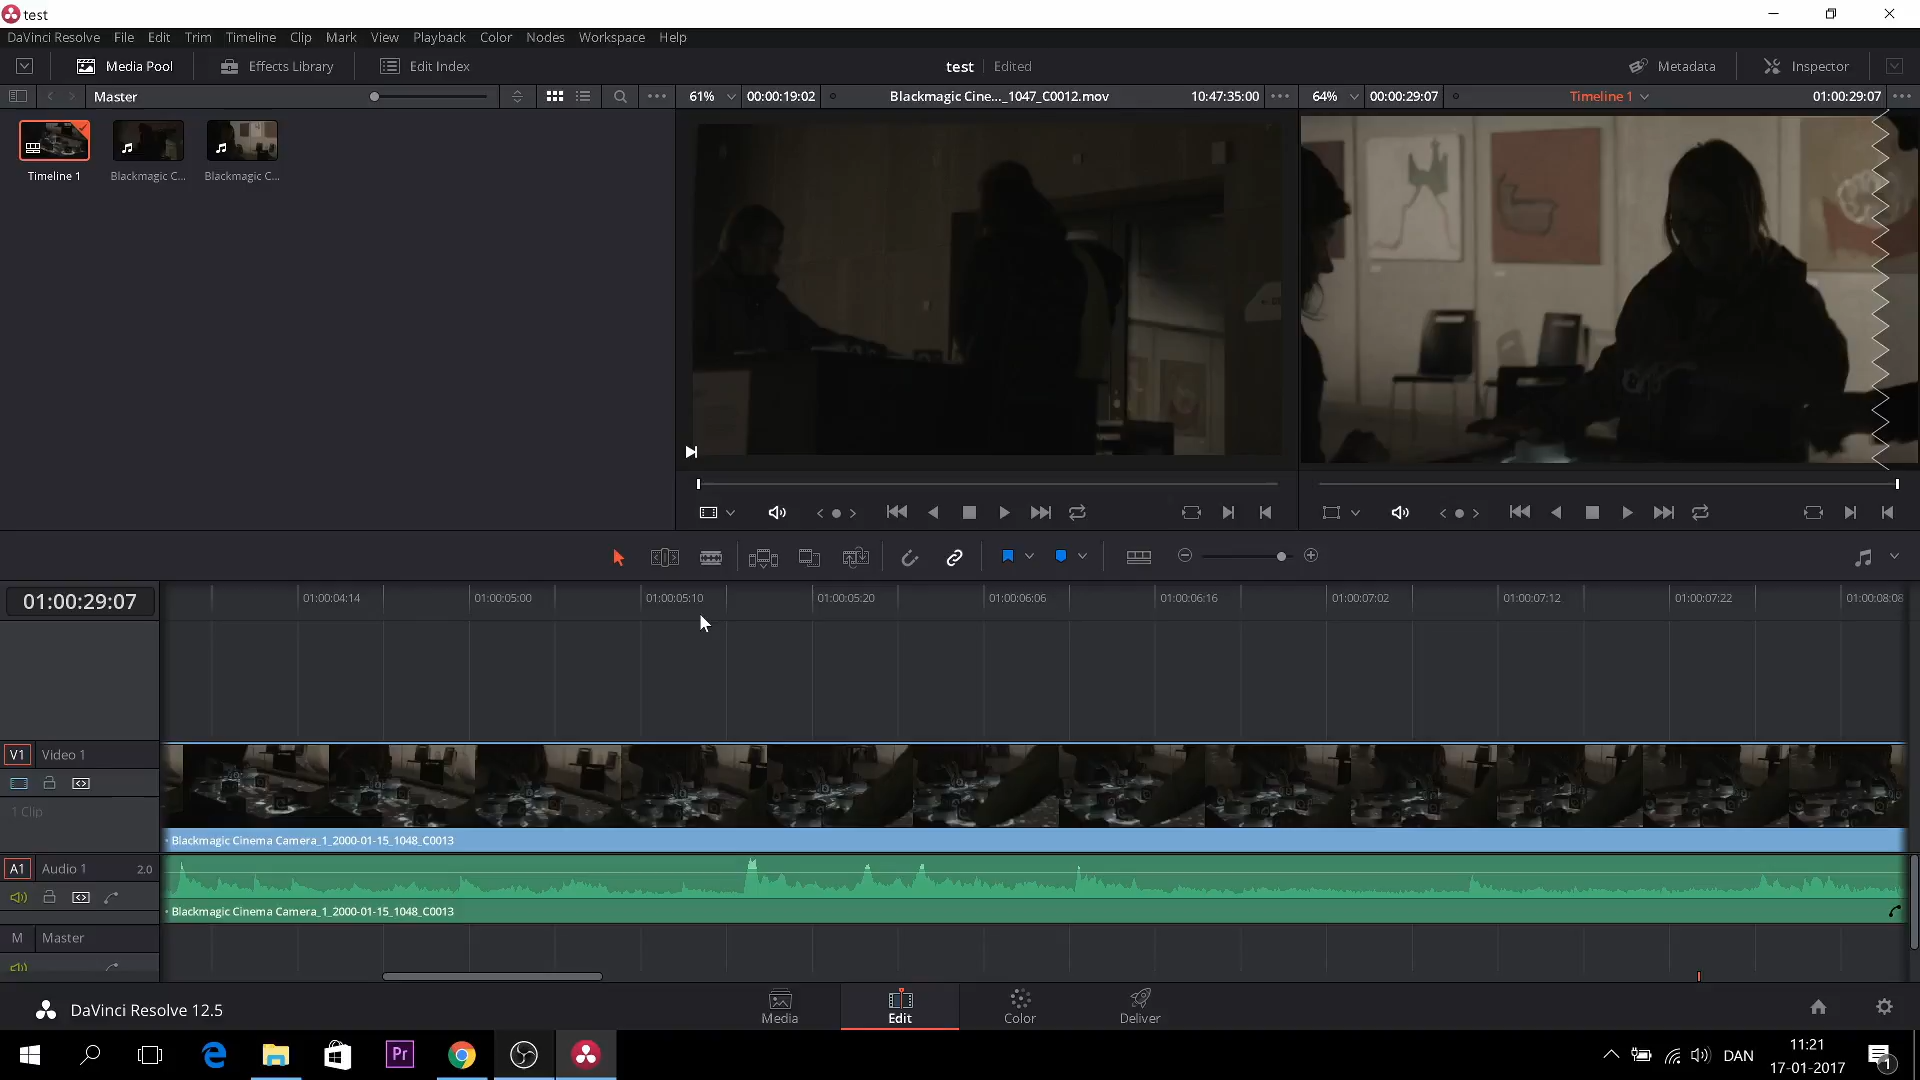 test
DaVinci Resolve File Edit Trim Timeline Clip Mark View Playback Color Nodes Workspace Help
Media Pool Effects Library Edit Index test Edited Metadata Inspector
Master 61% 00:00:19:02 Blackmagic Cine..._1047_C0012.mov 10:47:35:00 64% 00:00:29:07 Timeline 1 01:00:29:07
Timeline 1 Blackmagic C... Blackmagic C...
01:00:29:07 01:00:04:14 01:00:05:00 01:00:05:10 01:00:05:20 01:00:06:06 01:00:06:16 01:00:07:02 01:00:07:12 01:00:07:22 01:00:08:08
V1 Video 1
1 Clip
Blackmagic Cinema Camera_1_2000-01-15_1048_C0013
A1 Audio 1 2.0
Blackmagic Cinema Camera_1_2000-01-15_1048_C0013
M Master
DaVinci Resolve 12.5 Media Edit Color Deliver
Pr DAN 11:21
17-01-2017 1